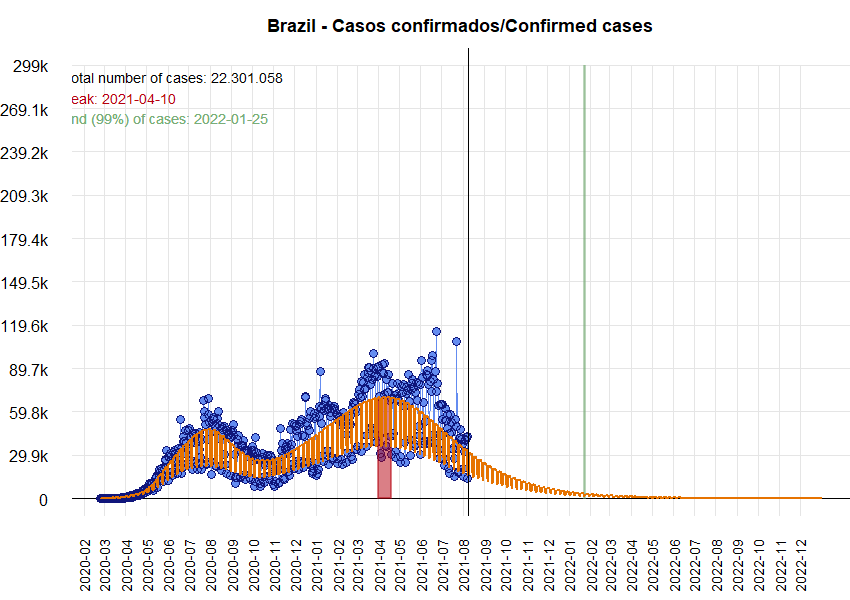 Brazil - Casos confirmados/Confirmed cases
299k
269.1k
239.2k
209.3k
179.4k
149.5k
119.6k
89.7k
59.8k
29.9k
0
otal number of cases: 22.301.058
eak: 2021-04-10
nd (99%) of cases: 2022-01-25
2020-02
2020-03
2020-04
2020-05
2020-06
2020-07
2020-08
2020-09
2020-10
2020-11
2020-12
2021-01
2021-02
2021-03
2021-04
2021-05
2021-06
2021-07
2021-08
2021-09
2021-10
2021-11
2021-12
2022-01
2022-02
2022-03
2022-04
2022-05
2022-06
2022-07
2022-08
2022-09
2022-10
2022-11
2022-12